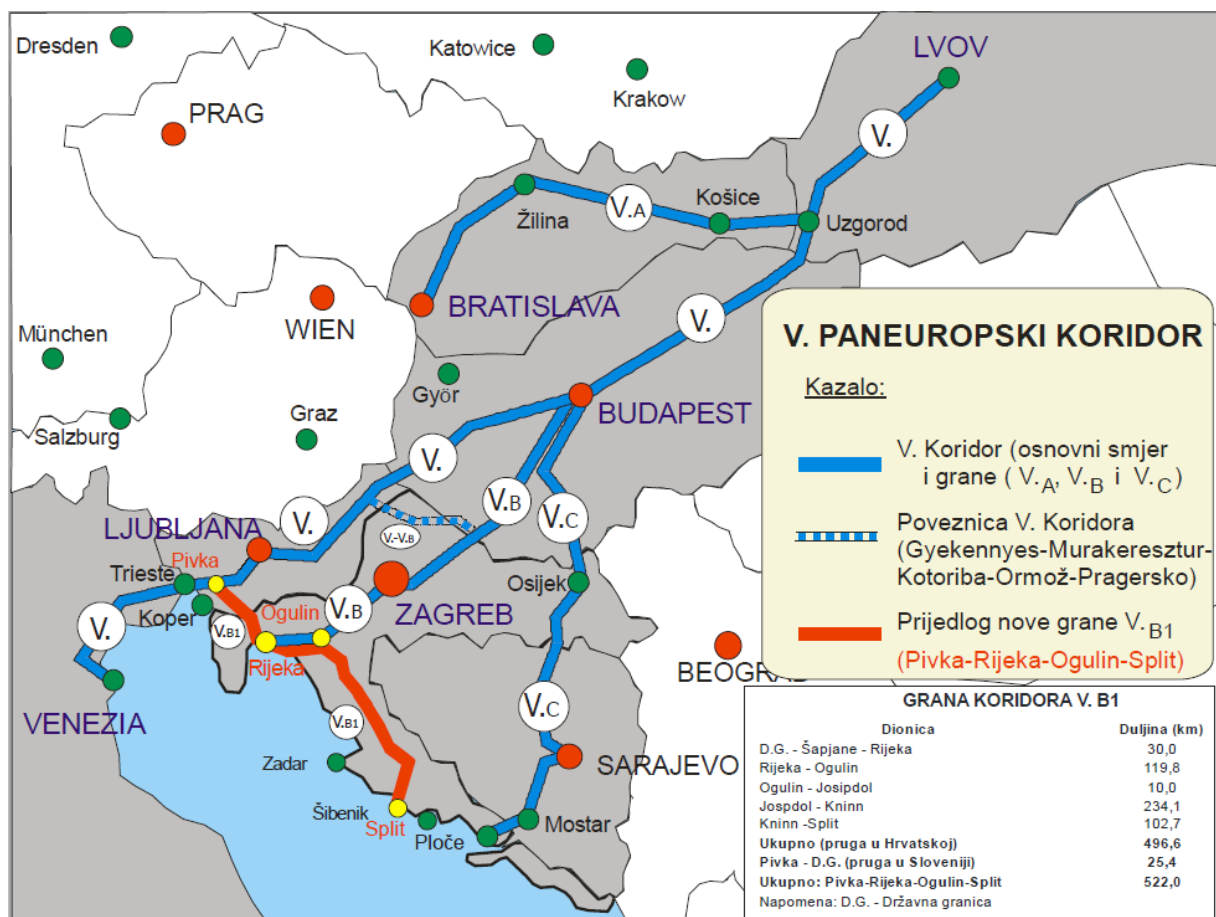 Dresden
Katowice
LVOV
Krakow
PRAG
V.
V.A
Košice
Žilina
Uzgorod
BRATISLAVA
WIEN
V.
München
Györ
BUDAPEST
Graz
Salzburg
V.
V.B
V.C
V.
V.-V.B
LJUBLJANA
Pivka
Trieste
Osijek
Koper
Ogulin
V.B
ZAGREB
V.
V.B1
Rijeka
BEOGRAD
VENEZIA
V.B1
V.C
Zadar
SARAJEVO
Šibenik
Split
Ploče
Mostar
V. PANEUROPSKI KORIDOR
Kazalo:
V. Koridor (osnovni smjer
i grane ( V.A, V.B i V.C)
Poveznica V. Koridora
(Gyekennyes-Murakeresztur-
Kotoriba-Ormož-Pragersko)
Prijedlog nove grane V.B1
(Pivka-Rijeka-Ogulin-Split)
GRANA KORIDORA V. B1
Dionica Duljina (km)
D.G. - Šapjane - Rijeka 30,0
Rijeka - Ogulin 119,8
Ogulin - Josipdol 10,0
Jospdol - Kninn 234,1
Kninn -Split 102,7
Ukupno (pruga u Hrvatskoj) 496,6
Pivka - D.G. (pruga u Sloveniji) 25,4
Ukupno: Pivka-Rijeka-Ogulin-Split 522,0
Napomena: D.G. - Državna granica